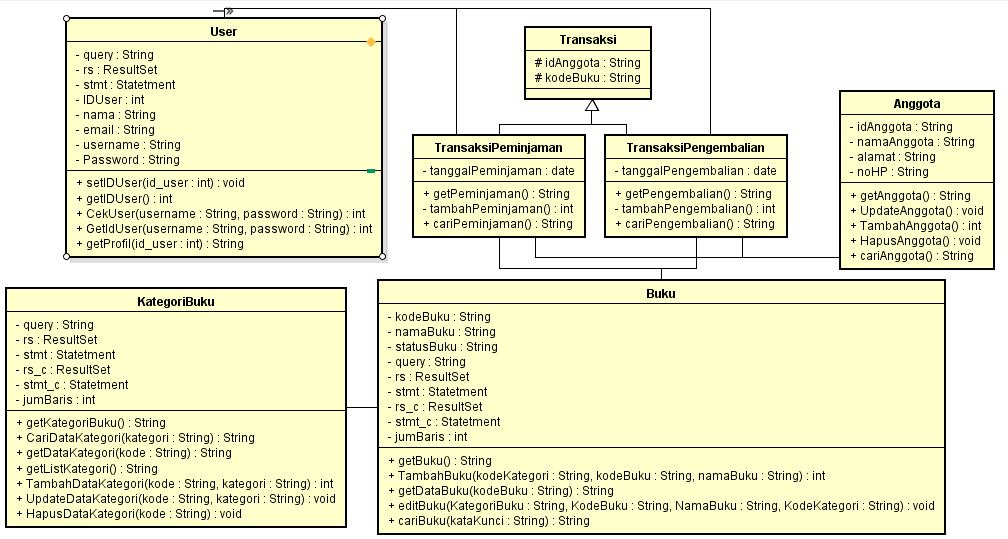 User
- query : String
- rs : ResultSet
- stmt : Statetment
- IDUser : int
- nama : String
- email : String
- username : String
- Password : String
+ setIDUser(id_user : int) : void
+ getIDUser() : int
+ CekUser(username : String, password : String) : int
+ GetIdUser(username : String, password : String) : int
+ getProfil(id_user : int) : String
Transaksi
# idAnggota : String
# kodeBuku : String
TransaksiPeminjaman
- tanggalPeminjaman : date
+ getPeminjaman() : String
- tambahPeminjaman() : int
+ cariPeminjaman() : String
TransaksiPengembalian
- tanggalPengembalian : date
+ getPengembalian() : String
- tambahPengembalian() : int
+ cariPengembalian() : String
Anggota
- idAnggota : String
- namaAnggota : String
- alamat : String
- noHP : String
+ getAnggota() : String
+ UpdateAnggota() : void
+ TambahAnggota() : int
+ HapusAnggota() : void
+ cariAnggota() : String
KategoriBuku
- query : String
- rs : ResultSet
- stmt : Statetment
- rs_c : ResultSet
- stmt_c : Statetment
- jumBaris : int
+ getKategoriBuku() : String
+ CariDataKategori(kategori : String) : String
+ getDataKategori(kode : String) : String
+ getListKategori() : String
+ TambahDataKategori(kode : String, kategori : String) : int
+ UpdateDataKategori(kode : String, kategori : String) : void
+ HapusDataKategori(kode : String) : void
Buku
- kodeBuku : String
- namaBuku : String
- statusBuku : String
- query : String
- rs : ResultSet
- stmt : Statetment
- rs_c : ResultSet
- stmt_c : Statetment
- jumBaris : int
+ getBuku() : String
+ TambahBuku(kodeKategori : String, kodeBuku : String, namaBuku : String) : int
+ getDataBuku(kodeBuku : String) : String
+ editBuku(KategoriBuku : String, KodeBuku : String, NamaBuku : String, KodeKategori : String) : void
+ cariBuku(kataKunci : String) : String